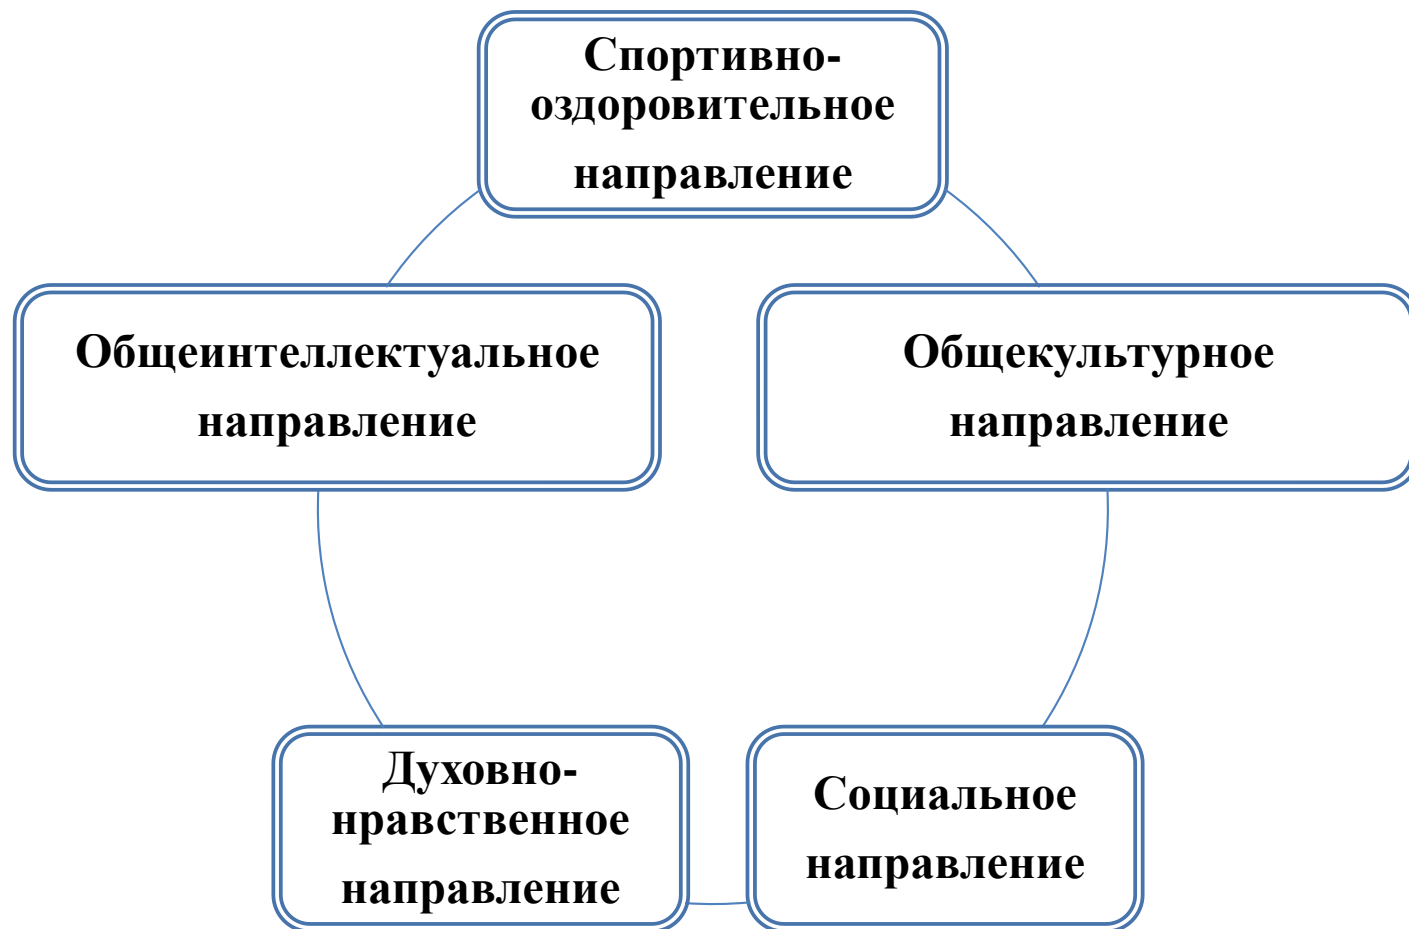 Спортивно-
оздоровительное
направление
Общеинтеллектуальное
направление
Общекультурное
направление
Духовно-
нравственное
направление
Социальное
направление